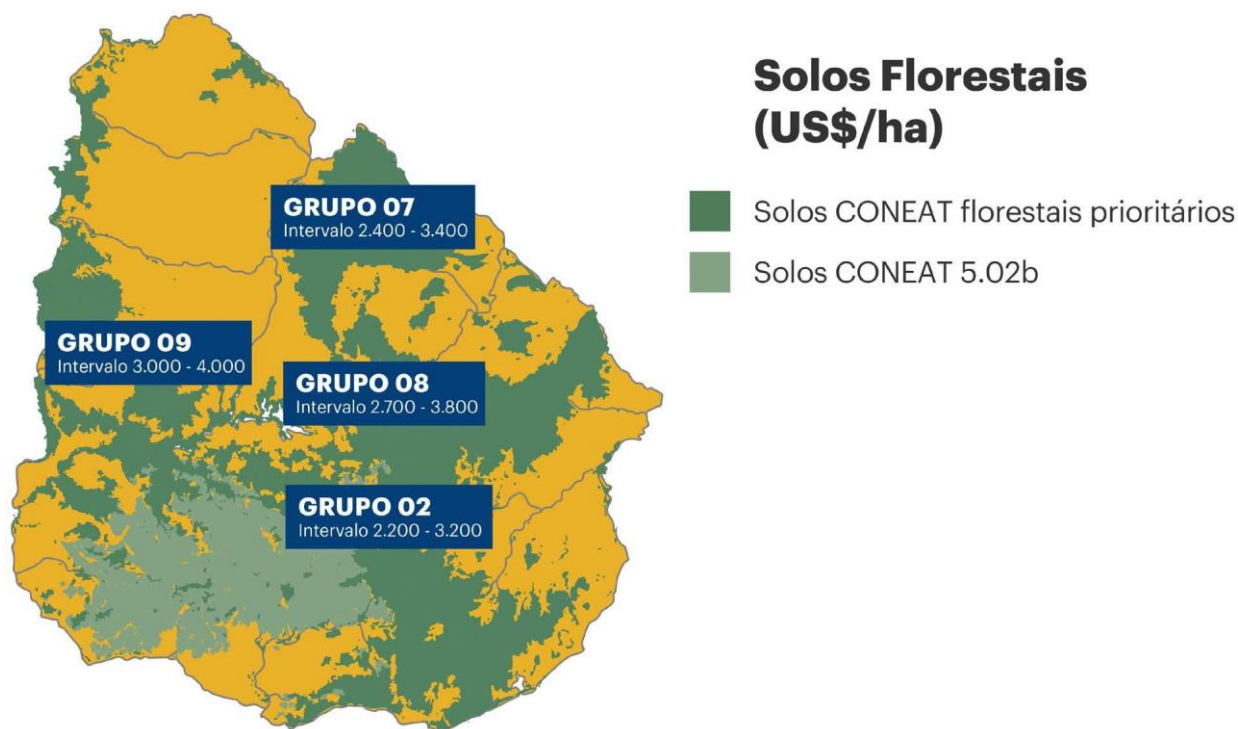 Solos Florestais
(US$/ha)
Solos CONEAT florestais prioritários
Solos CONEAT 5.02b
GRUPO 07
Intervalo 2.400 - 3.400
GRUPO 09
Intervalo 3.000 - 4.000
GRUPO 08
Intervalo 2.700 - 3.800
GRUPO 02
Intervalo 2.200 - 3.200